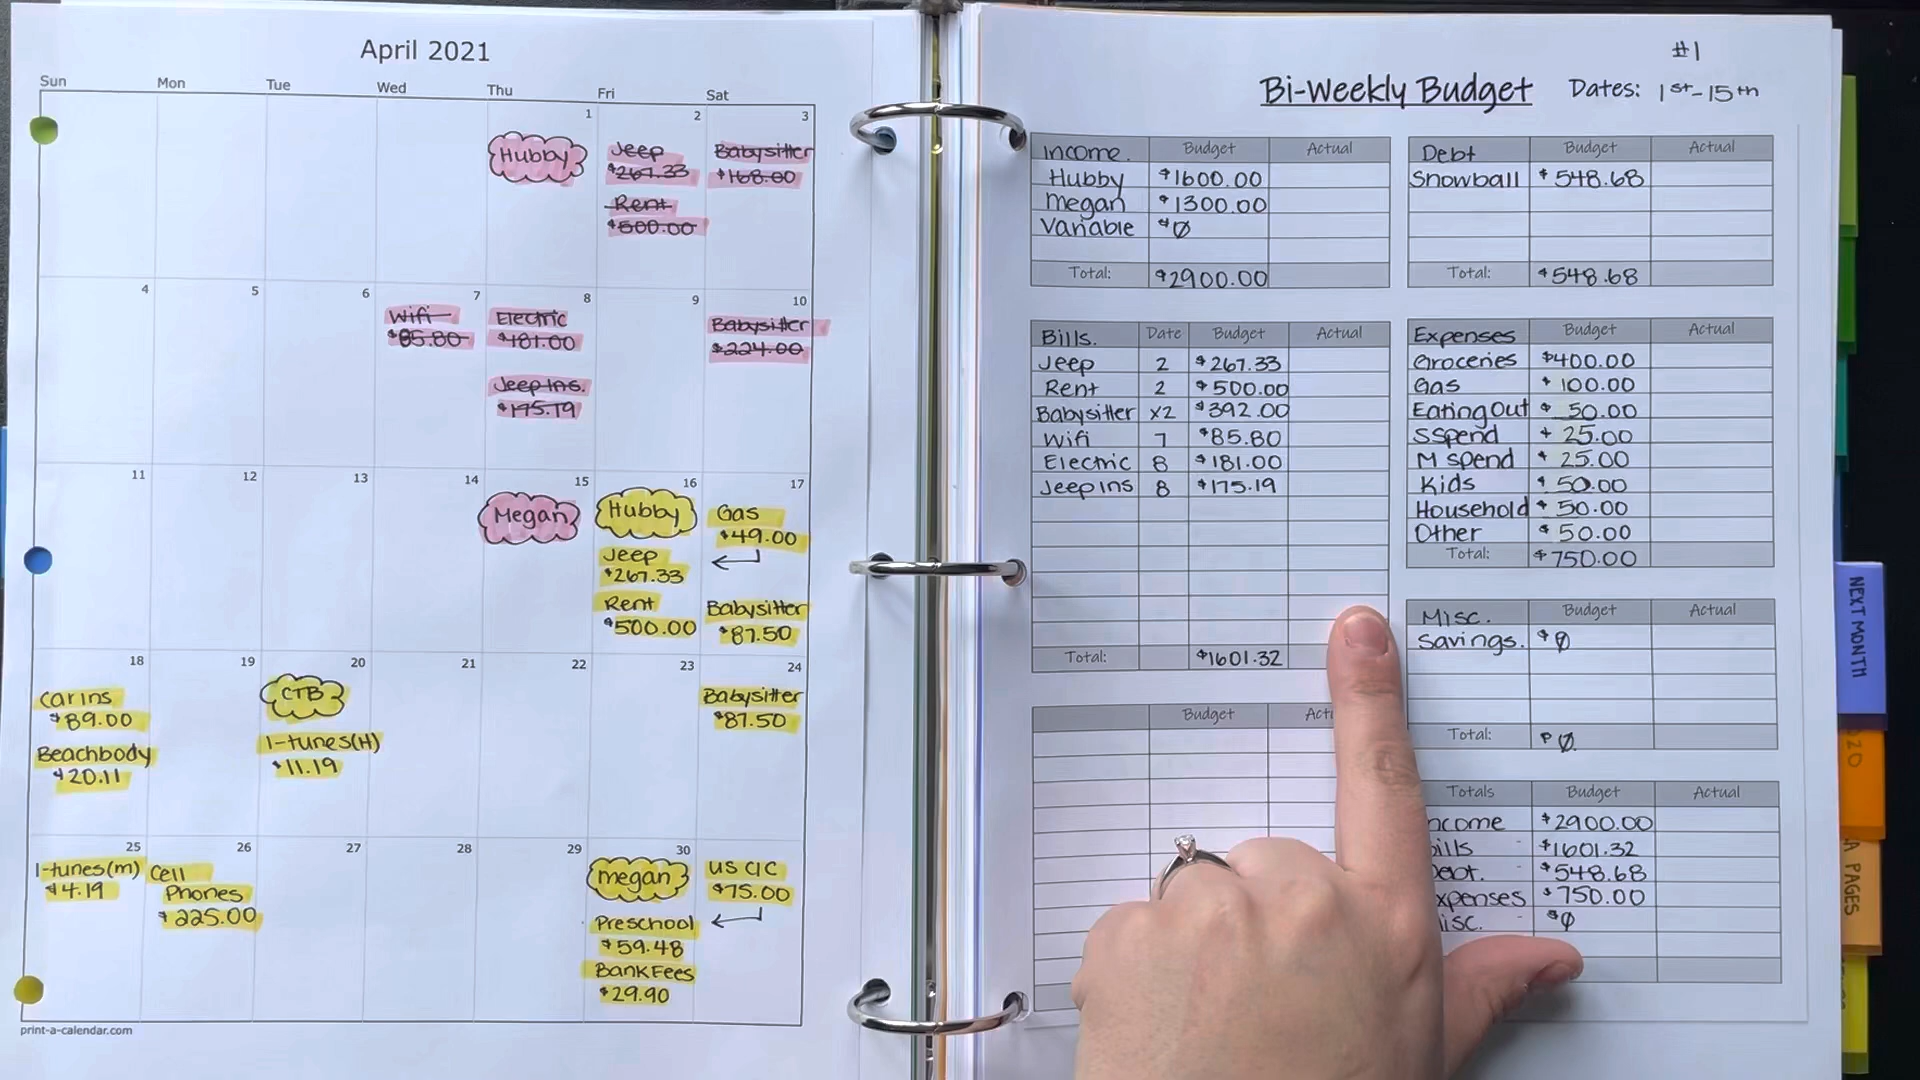 April 2021
Sun Mon Tue Wed Thu Fri Sat
1 2 3
Hubby
Jeep
$267.33
Rent
$500.00
Babysitter
$168.00
4 5 6 7 8 9 10
Wifi
$85.80
Electric
$181.00
Jeep Ins.
$175.19
Babysitter
$224.00
11 12 13 14 15 16 17
Megan
Hubby
Jeep
$267.33
Rent
$500.00
Gas
$49.00
Babysitter
$87.50
18 19 20 21 22 23 24
Car ins
$89.00
Beachbody
$20.11
CTB
I-tunes(H)
$11.19
Babysitter
$87.50
25 26 27 28 29 30
I-tunes(m)
$4.19
Cell
Phones
$225.00
megan
Preschool
$59.48
Bank Fees
$29.90
US C/C
$75.00
print-a-calendar.com
#1
Bi-Weekly Budget Dates: 1st-15th
Income. Budget Actual
Hubby $1600.00
megan $1300.00
Variable $0
Total: $2900.00
Debt Budget Actual
Snowball $548.68
Total: $548.68
Bills. Date Budget Actual
Jeep 2 $267.33
Rent 2 $500.00
Babysitter x2 $392.00
Wifi 7 $85.80
Electric 8 $181.00
Jeep Ins 8 $175.19
Total: $1601.32
Expenses Budget Actual
Groceries $400.00
Gas $100.00
Eating Out $50.00
S spend $25.00
M spend $25.00
Kids $50.00
Household $50.00
Other $50.00
Total: $750.00
Misc. Budget Actual
Savings. $0
Total: $0
Budget
Totals Budget Actual
$2900.00
$1601.32
$548.68
$750.00
$0
NEXT MONTH
PAGES